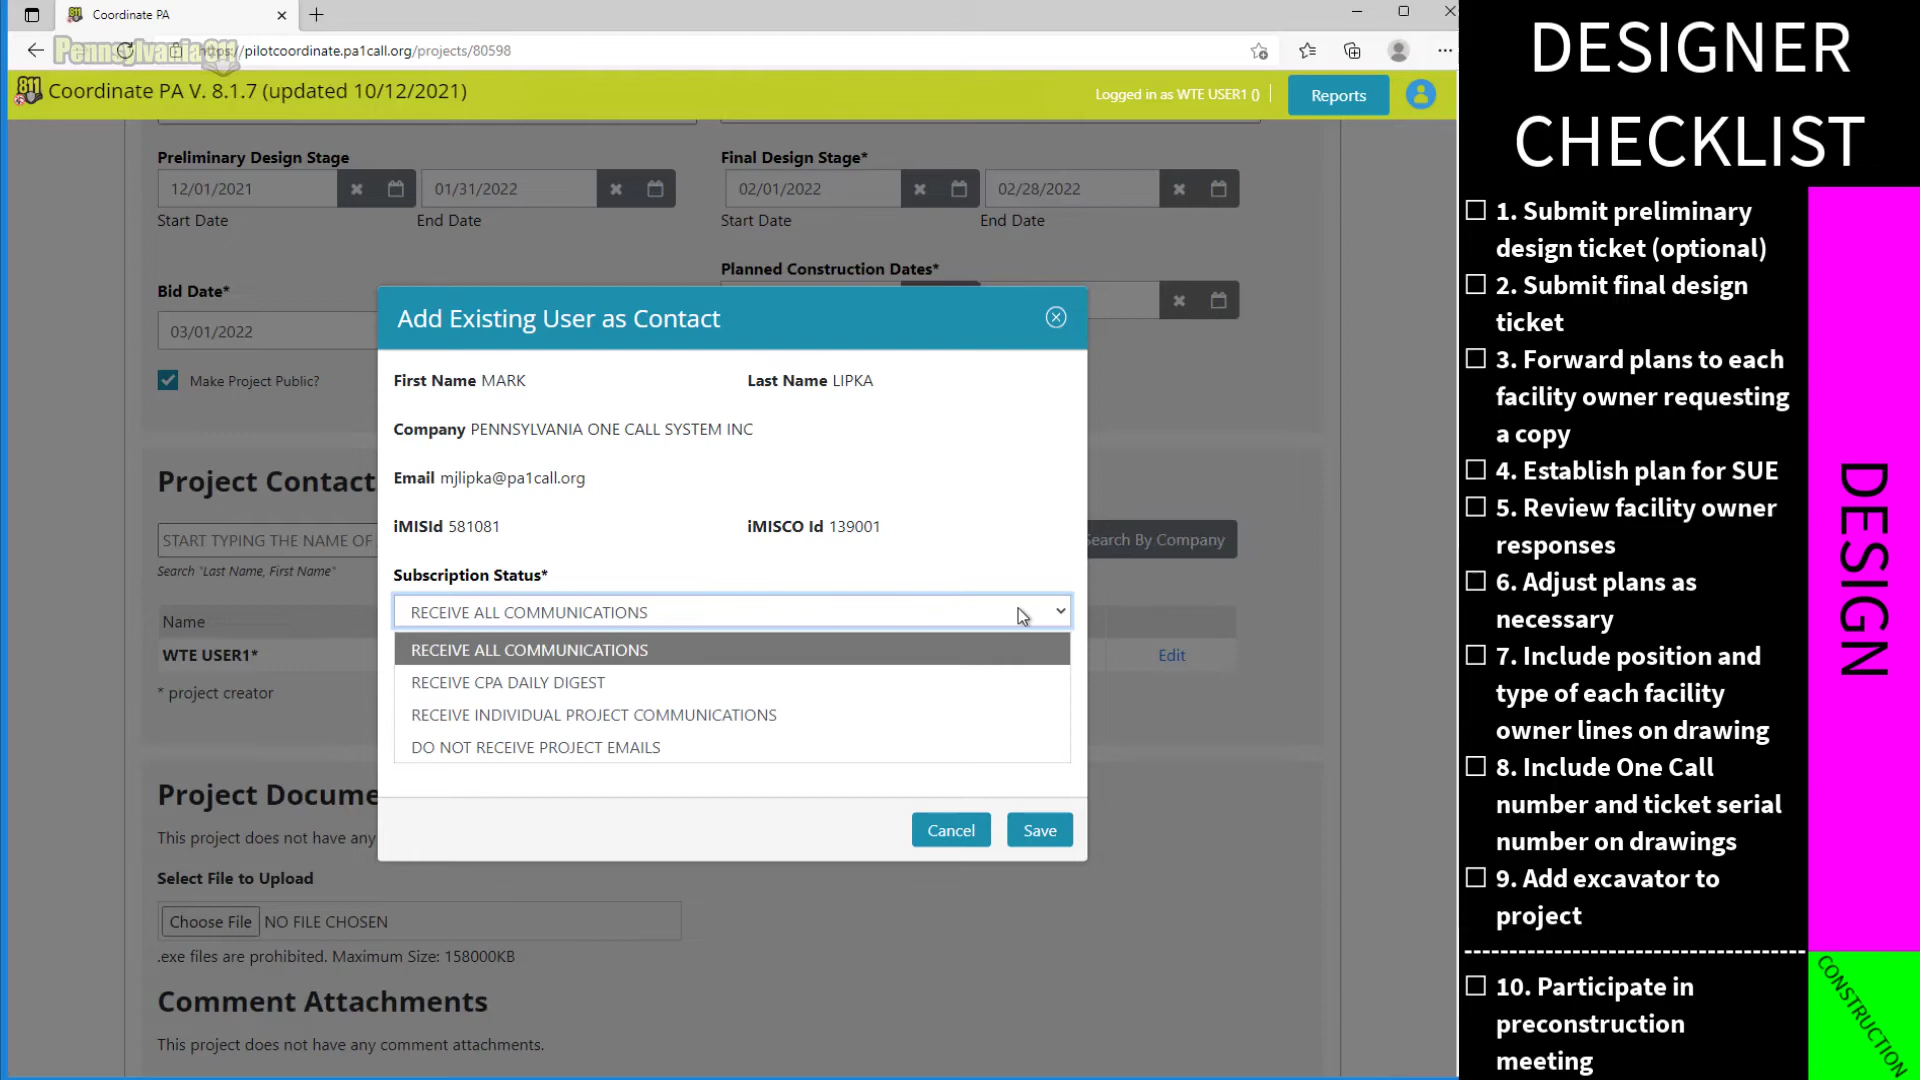 Coordinate PA
Pennsylvania 811
https://pilotcoordinate.pa1call.org/projects/80598
811
Coordinate PA V. 8.1.7 (updated 10/12/2021)
Logged in as WTE USER1 ()
Reports
Preliminary Design Stage
Final Design Stage*
12/01/2021
01/31/2022
02/01/2022
02/28/2022
Start Date
End Date
Start Date
End Date
Planned Construction Dates*
Bid Date*
03/01/2022
Make Project Public?
Add Existing User as Contact
First Name MARK
Last Name LIPKA
Company PENNSYLVANIA ONE CALL SYSTEM INC
Email mjlipka@pa1call.org
iMISId 581081
iMISCO Id 139001
Subscription Status*
RECEIVE ALL COMMUNICATIONS
RECEIVE ALL COMMUNICATIONS
RECEIVE CPA DAILY DIGEST
RECEIVE INDIVIDUAL PROJECT COMMUNICATIONS
DO NOT RECEIVE PROJECT EMAILS
Cancel
Save
Project Contact
START TYPING THE NAME OF
Search By Company
Search "Last Name, First Name"
Name
WTE USER1*
Edit
* project creator
Project Docume
This project does not have any
Select File to Upload
Choose File
NO FILE CHOSEN
.exe files are prohibited. Maximum Size: 158000KB
Comment Attachments
This project does not have any comment attachments.
DESIGNER
CHECKLIST
1. Submit preliminary
design ticket (optional)
2. Submit final design
ticket
3. Forward plans to each
facility owner requesting
a copy
4. Establish plan for SUE
5. Review facility owner
responses
6. Adjust plans as
necessary
7. Include position and
type of each facility
owner lines on drawing
8. Include One Call
number and ticket serial
number on drawings
9. Add excavator to
project
10. Participate in
preconstruction
meeting
DESIGN
CONSTRUCTION